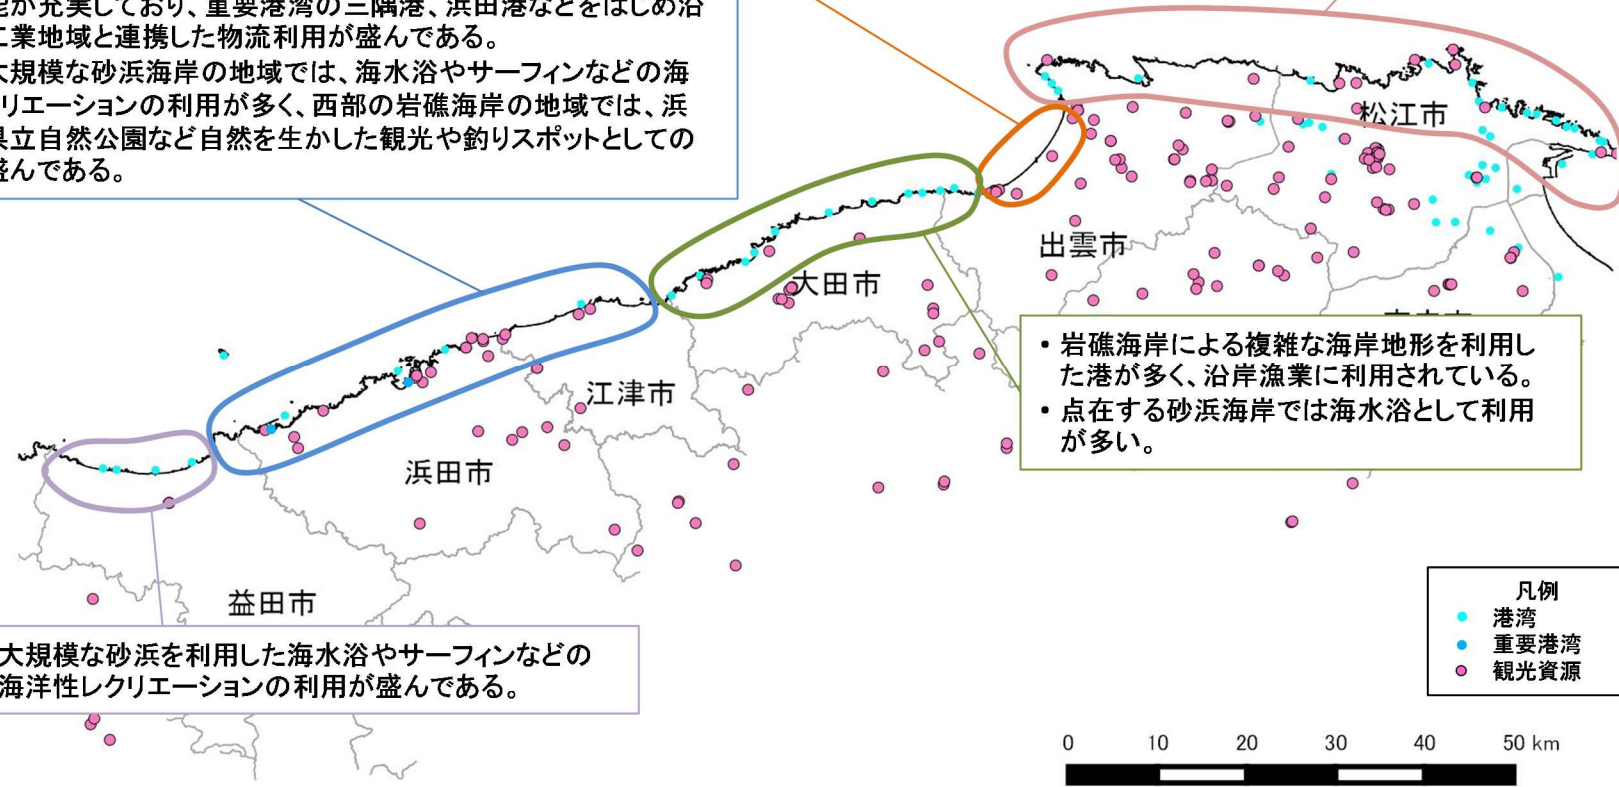 能が充実しており、重要港湾の三隅港、浜田港などをはじめ沿
工業地域と連携した物流利用が盛んである。
大規模な砂浜海岸の地域では、海水浴やサーフィンなどの海
クリエーションの利用が多く、西部の岩礁海岸の地域では、浜
県立自然公園など自然を生かした観光や釣りスポットとしての
盛んである。
松江市
出雲市
大田市
・岩礁海岸による複雑な海岸地形を利用し
た港が多く、沿岸漁業に利用されている。
・点在する砂浜海岸では海水浴として利用
が多い。
江津市
浜田市
益田市
大規模な砂浜を利用した海水浴やサーフィンなどの
海洋性レクリエーションの利用が盛んである。
凡例
港湾
重要港湾
観光資源
0 10 20 30 40 50 km